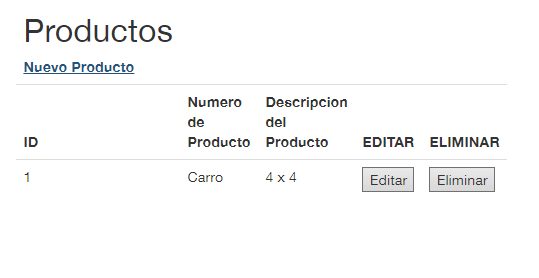 Productos
Nuevo Producto
Numero Descripcion
de del
ID Producto Producto EDITAR ELIMINAR
1 Carro 4 x 4 Editar Eliminar